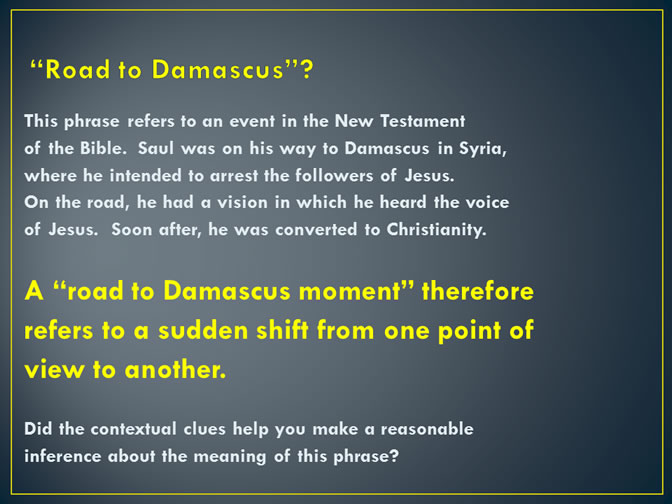 “Road to Damascus”?
This phrase refers to an event in the New Testament
of the Bible.  Saul was on his way to Damascus in Syria,
where he intended to arrest the followers of Jesus.
On the road, he had a vision in which he heard the voice
of Jesus.  Soon after, he was converted to Christianity.
A “road to Damascus moment” therefore
refers to a sudden shift from one point of
view to another.
Did the contextual clues help you make a reasonable
inference about the meaning of this phrase?